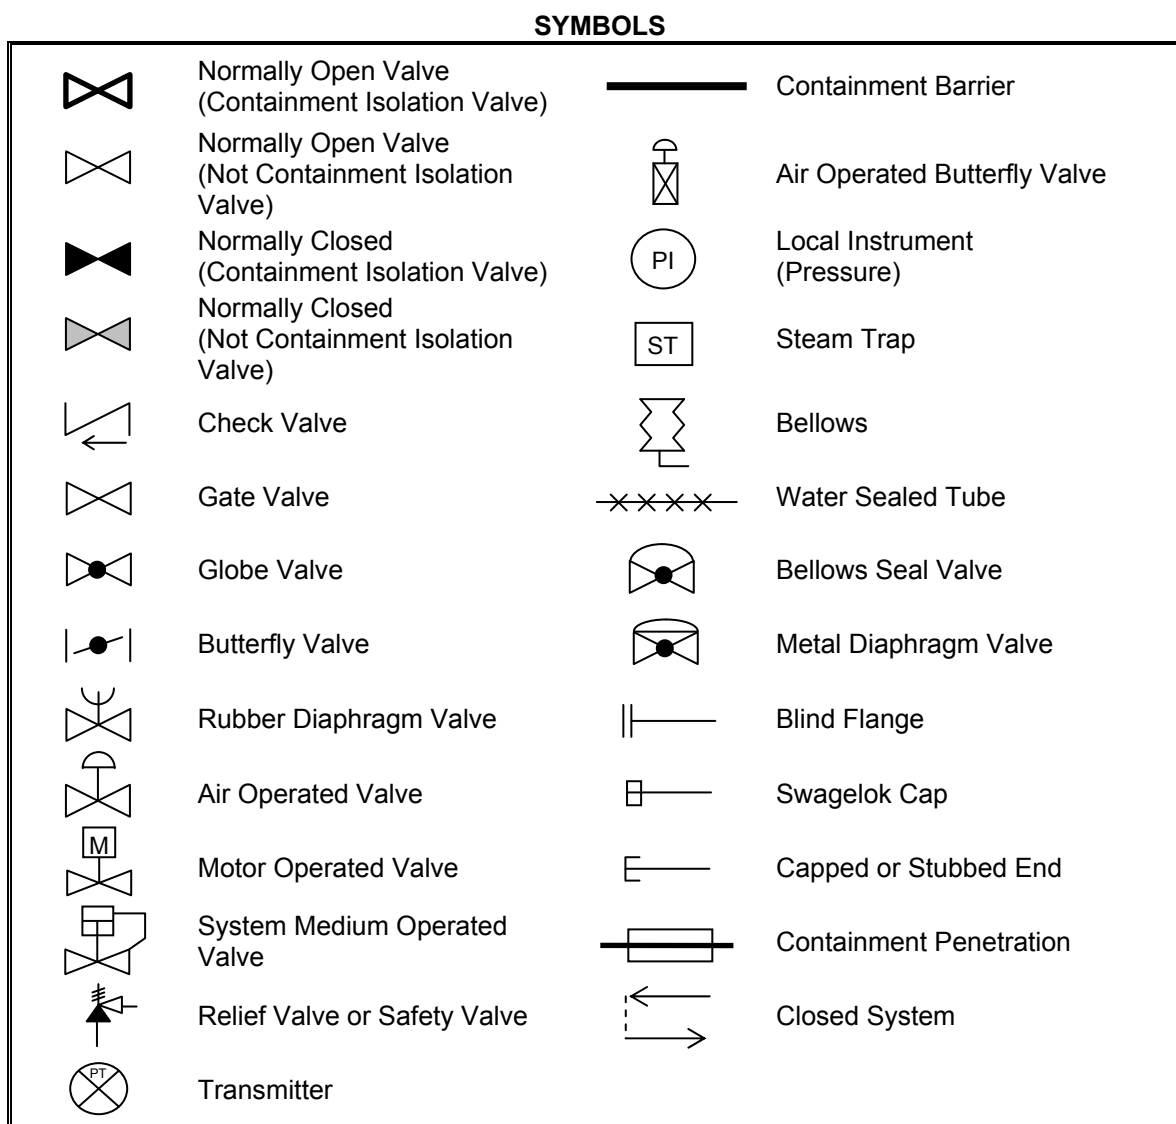 SYMBOLS
Normally Open Valve
(Containment Isolation Valve)
Normally Open Valve
(Not Containment Isolation
Valve)
Normally Closed
(Containment Isolation Valve)
Normally Closed
(Not Containment Isolation
Valve)
Check Valve
Gate Valve
Globe Valve
Butterfly Valve
Rubber Diaphragm Valve
Air Operated Valve
M
Motor Operated Valve
System Medium Operated
Valve
Relief Valve or Safety Valve
PT
Transmitter
Containment Barrier
Air Operated Butterfly Valve
PI
Local Instrument
(Pressure)
ST
Steam Trap
Bellows
Water Sealed Tube
Bellows Seal Valve
Metal Diaphragm Valve
Blind Flange
Swagelok Cap
Capped or Stubbed End
Containment Penetration
Closed System